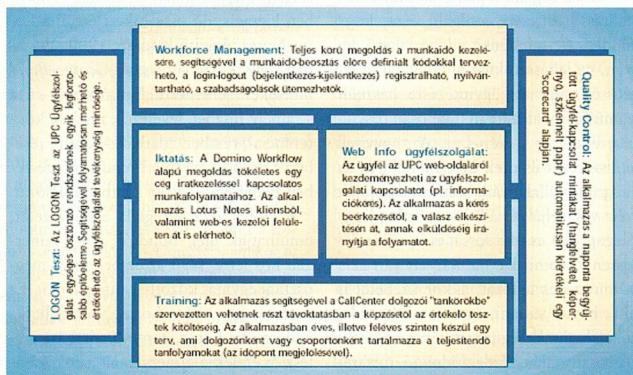 Workforce Management: Teljes körű megoldás a munkaidő kezelé-
sére, segítségével a munkaidő-beosztás előre definiált kódokkal tervez-
hető, a login-logout (bejelentkezés-kijelentkezés) regisztralható, nyilván-
tartható, a szabadságolások ütemezhetők.
LOGON Teszt: Az LOGON Teszt az UPC Ügyfélszol-
gálat egységes ösztönző rendszerének egyik legfonto-
sabb építőeleme. Segítségével folyamatosan mérhető és
értékelhető az ügyfélszolgálati tevékenység minősége.
Iktatás: A Domino Workflow
alapú megoldás tökéletes egy
cég iratkezeléssel kapcsolatos
munkafolyamataihoz. Az alkal-
mazás Lotus Notes kliensből,
valamint web-es kezelői felüle-
ten át is elérhető.
Web Info ügyfélszolgálat:
Az ügyfél az UPC web-oldaláról
kezdeményezheti az ügyfélszol-
gálati kapcsolatot (pl. informá-
ciókérés). Az alkalmazás a kérés
beérkezésétol, a válasz elkészí-
tésén át, annak elküldéséig irá-
nyítja a folyamatot.
Quality Control: Az alkalmazás a naponta begyűj-
tött ügyfél-kapcsolat mintákat (hangfelvétel, képer-
nyő, szkennelt papír) automatikusan kiértékeli egy
"scorecard" alapján.
Training: Az alkalmazás segítségével a CallCenter dolgozói "tankörökbe"
szervezetten vehetnek részt távoktatásban a képzéstől az értékelő tesz-
tek kitöltéséig. Az alkalmazásban éves, illetve féléves szinten készül egy
terv, ami dolgozónként vagy csoportonként tartalmazza a teljesítendő
tanfolyamokat (az időpont megjelölésével).